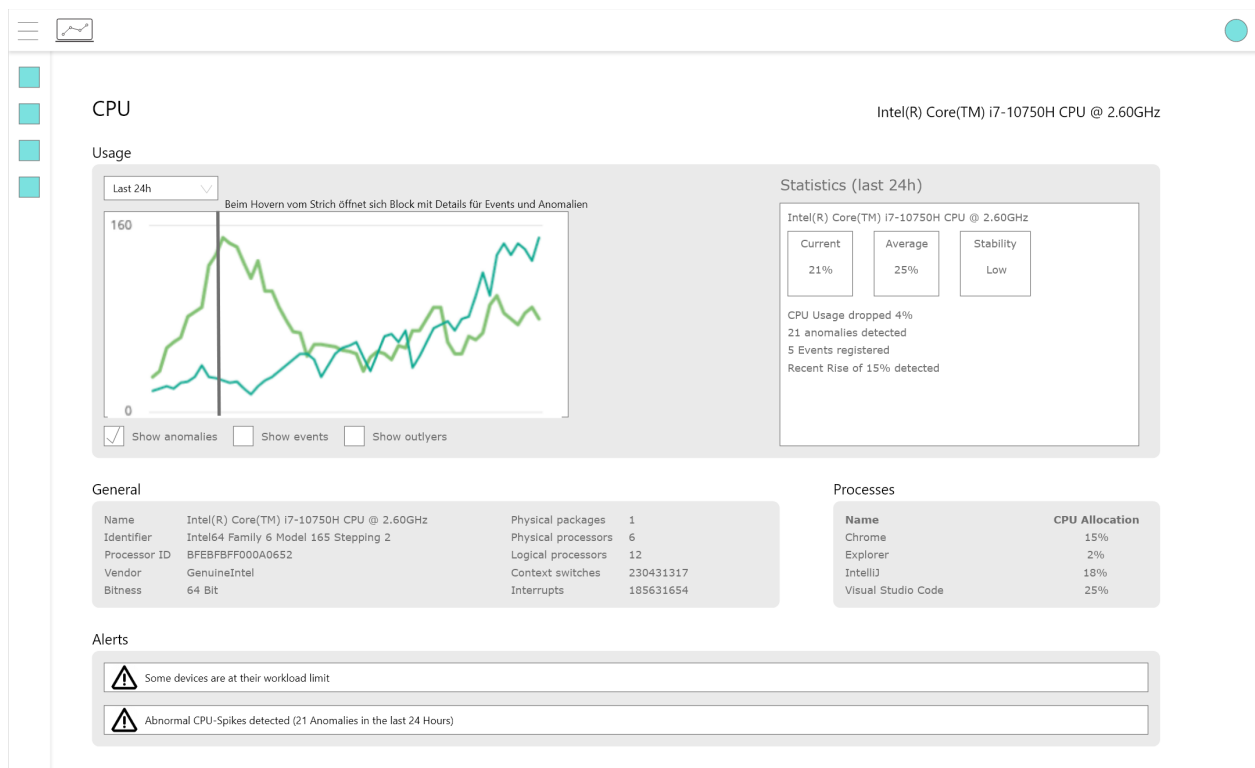 CPU
Intel(R) Core(TM) i7-10750H CPU @ 2.60GHz
Usage
Last 24h
Beim Hovern vom Strich öffnet sich Block mit Details für Events und Anomalien
160
0
Show anomalies
Show events
Show outlyers
Statistics (last 24h)
Intel(R) Core(TM) i7-10750H CPU @ 2.60GHz
Current Average Stability
21% 25% Low
CPU Usage dropped 4%
21 anomalies detected
5 Events registered
Recent Rise of 15% detected
General
Name Intel(R) Core(TM) i7-10750H CPU @ 2.60GHz Physical packages 1
Identifier Intel64 Family 6 Model 165 Stepping 2 Physical processors 6
Processor ID BFEBFBFF000A0652 Logical processors 12
Vendor GenuineIntel Context switches 230431317
Bitness 64 Bit Interrupts 185631654
Processes
Name CPU Allocation
Chrome 15%
Explorer 2%
IntelliJ 18%
Visual Studio Code 25%
Alerts
Some devices are at their workload limit
Abnormal CPU-Spikes detected (21 Anomalies in the last 24 Hours)